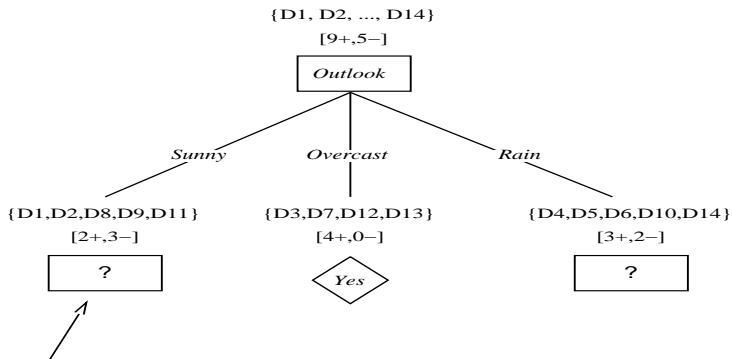 {D1, D2, ..., D14}
[9+,5−]
Outlook
Sunny Overcast Rain
{D1,D2,D8,D9,D11} {D3,D7,D12,D13} {D4,D5,D6,D10,D14}
[2+,3−] [4+,0−] [3+,2−]
? Yes ?